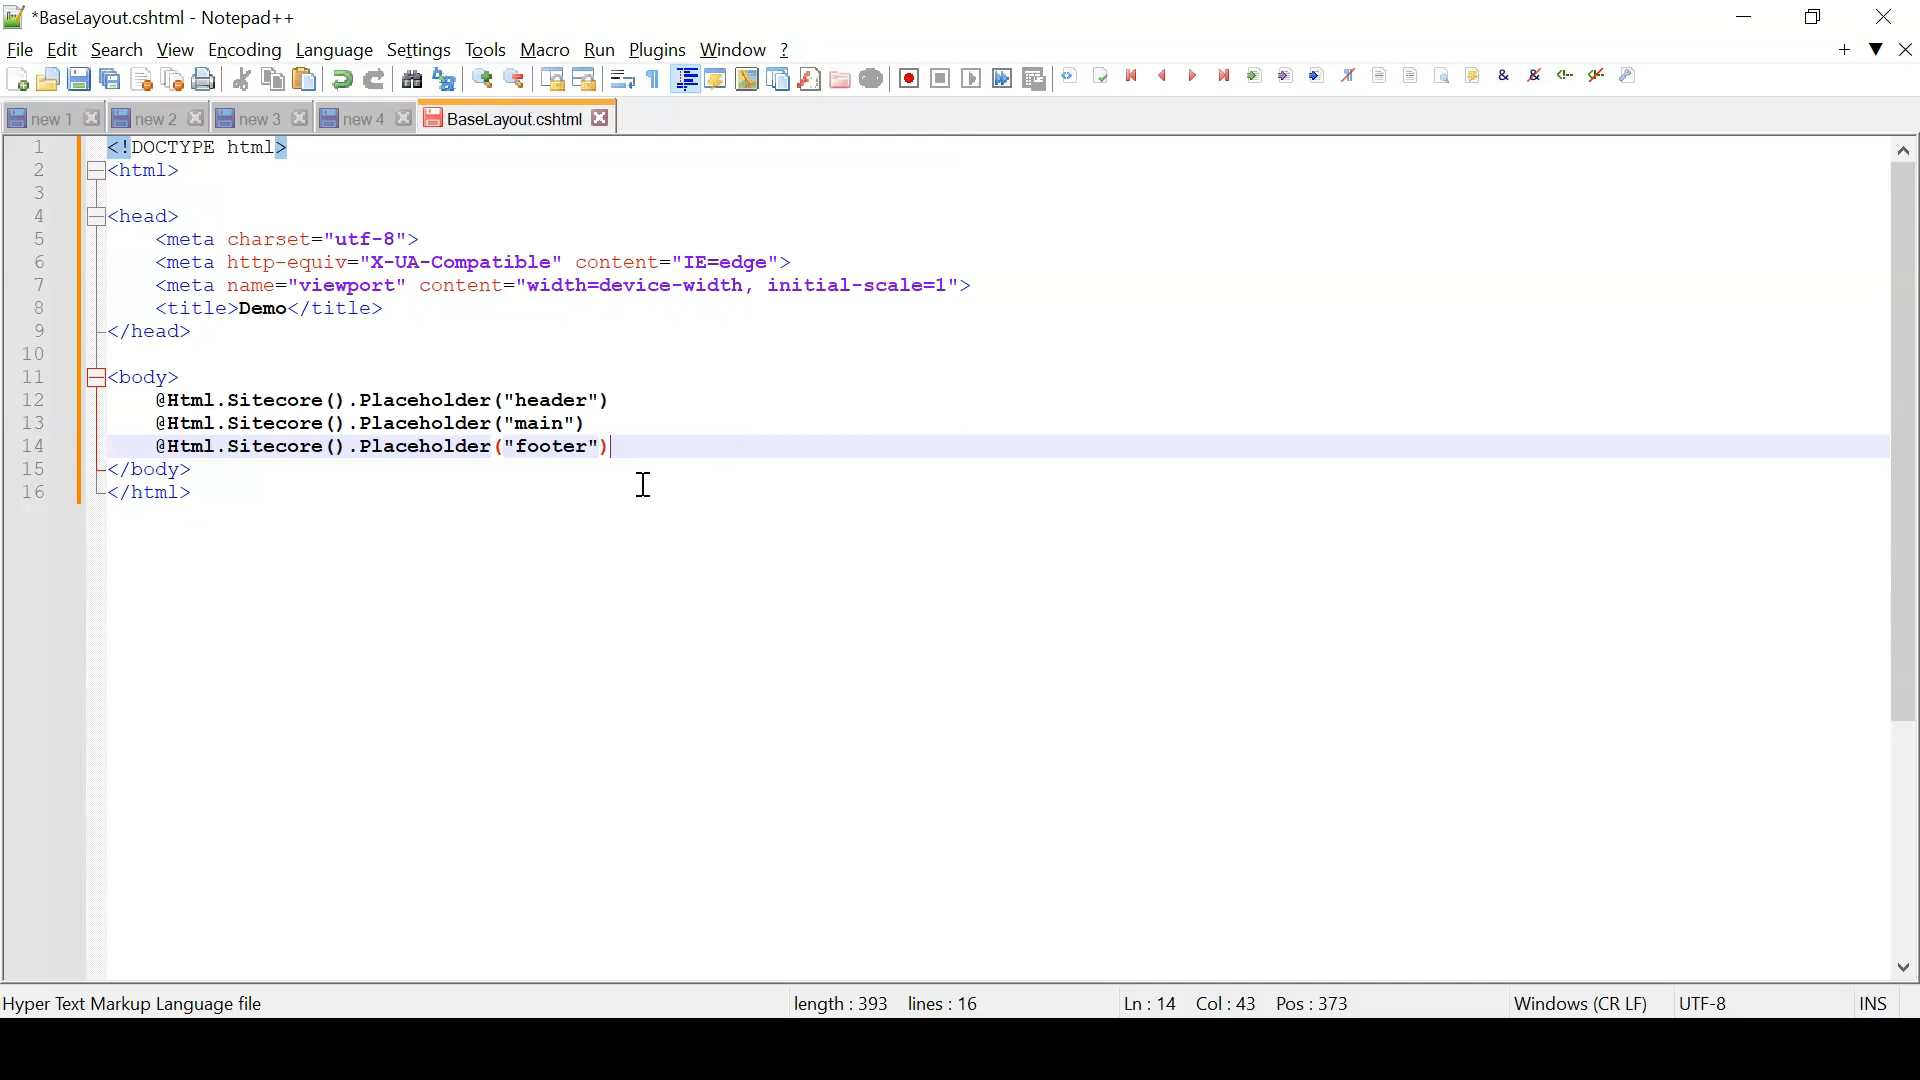 *BaseLayout.cshtml - Notepad++
File Edit Search View Encoding Language Settings Tools Macro Run Plugins Window ?
new 1 new 2 new 3 new 4 BaseLayout.cshtml
1 <!DOCTYPE html>
2 <html>
3
4 <head>
5 <meta charset="utf-8">
6 <meta http-equiv="X-UA-Compatible" content="IE=edge">
7 <meta name="viewport" content="width=device-width, initial-scale=1">
8 <title>Demo</title>
9 </head>
10
11 <body>
12 @Html.Sitecore().Placeholder("header")
13 @Html.Sitecore().Placeholder("main")
14 @Html.Sitecore().Placeholder("footer")
15 </body>
16 </html>
Hyper Text Markup Language file length : 393 lines : 16 Ln : 14 Col : 43 Pos : 373 Windows (CR LF) UTF-8 INS